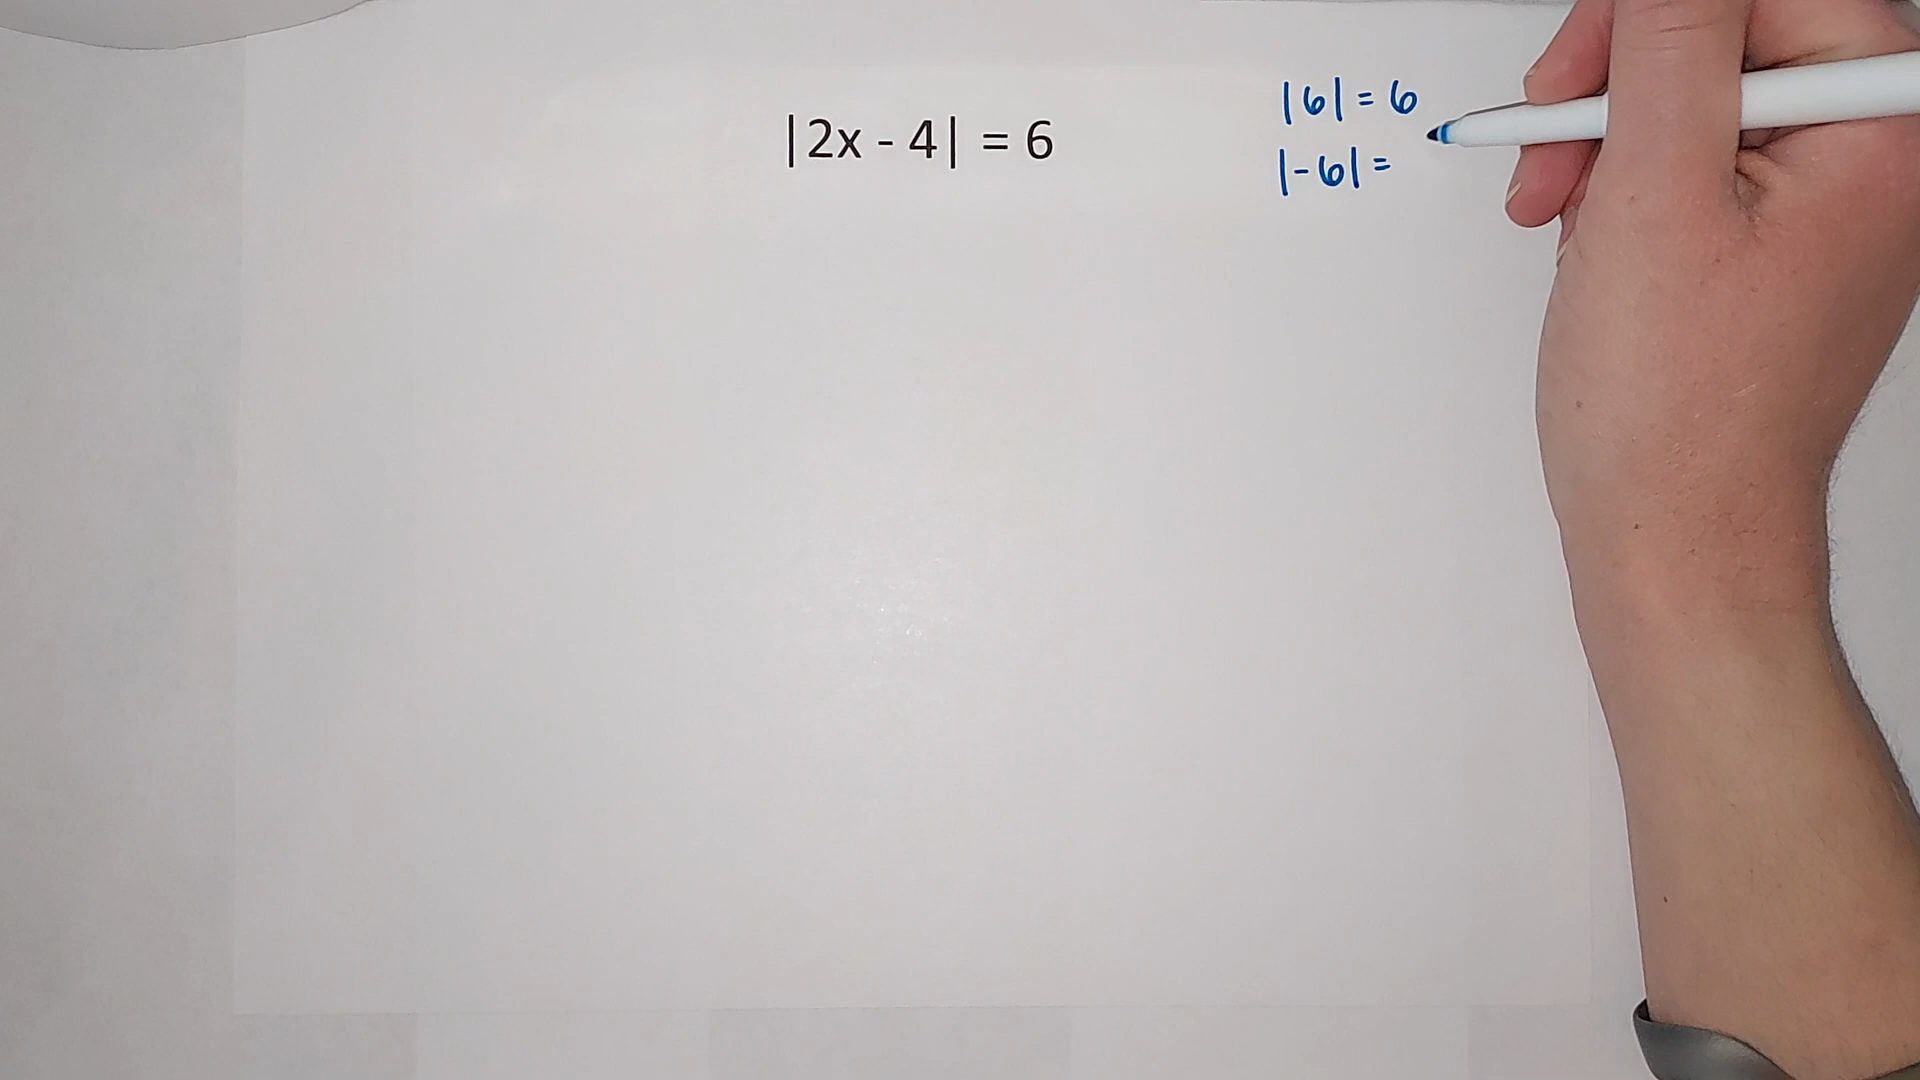 |2x - 4| = 6
|6| = 6
|-6| =